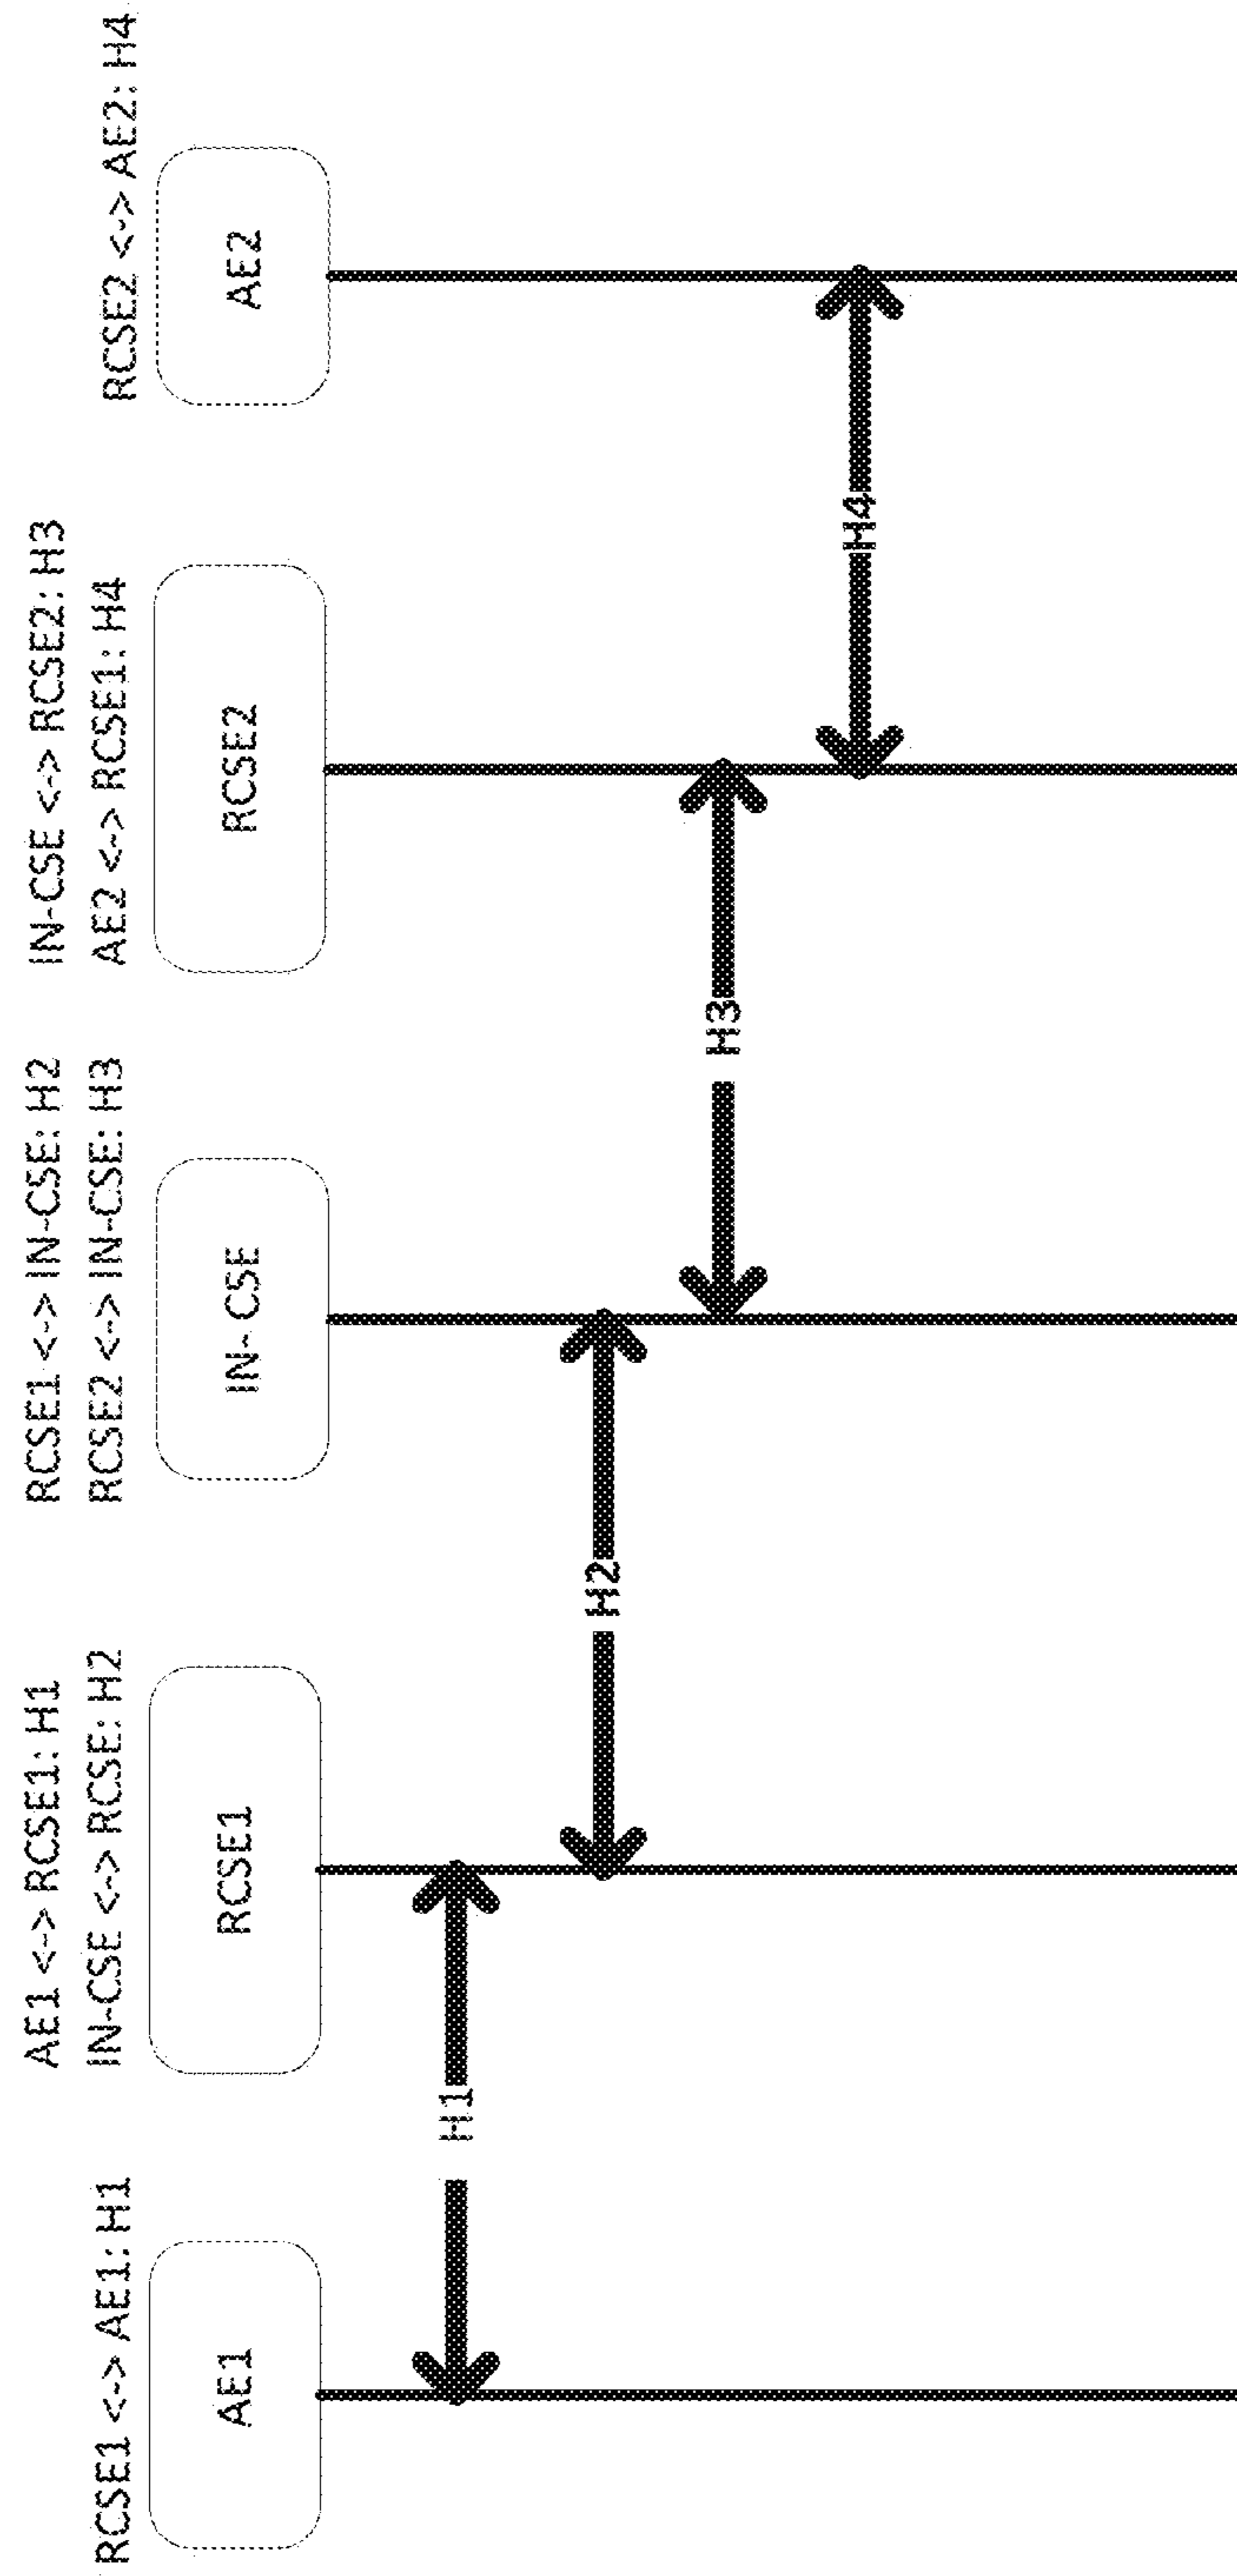 RCSE1 <-> AE1: H1
AE1 <-> RCSE1: H1
IN-CSE <-> RCSE: H2
RCSE1 <-> IN-CSE: H2
RCSE2 <-> IN-CSE: H3
IN-CSE <-> RCSE2: H3
AE2 <-> RCSE1: H4
RCSE2 <-> AE2: H4
AE1
RCSE1
IN- CSE
RCSE2
AE2
H1
H2
H3
H4